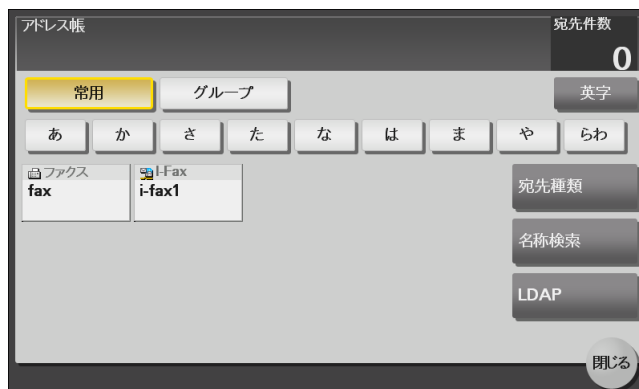 アドレス帳
宛先件数
0
常用
グループ
英字
あ
か
さ
た
な
は
ま
や
らわ
ファクス
fax
I-Fax
i-fax1
宛先種類
名称検索
LDAP
閉じる